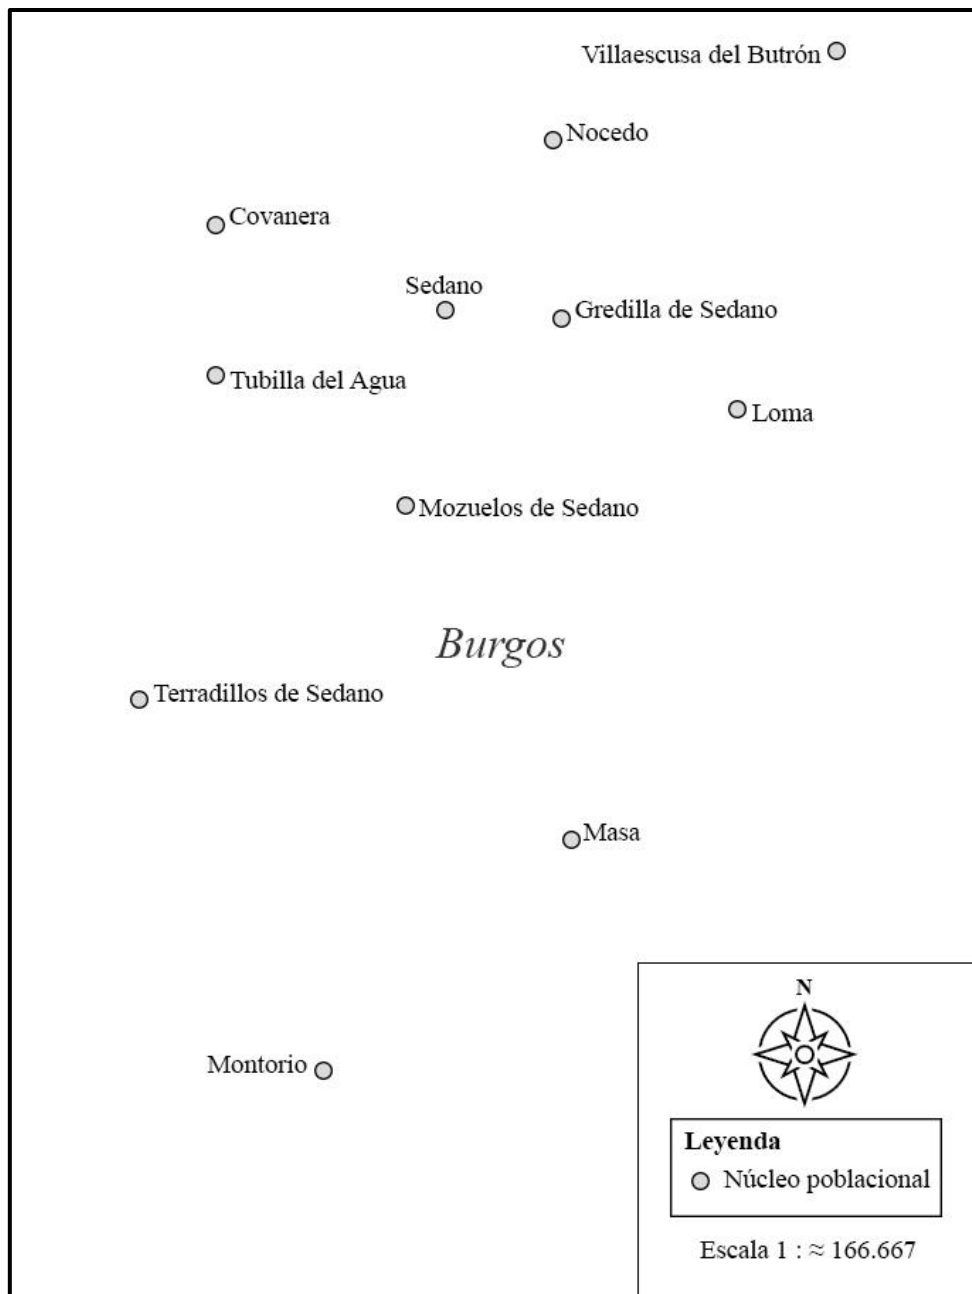 Villaescusa del Butrón
Nocedo
Covanera
Sedano
Gredilla de Sedano
Tubilla del Agua
Loma
Mozuelos de Sedano
Burgos
Terradillos de Sedano
Masa
N
Montorio
Leyenda
Núcleo poblacional
Escala 1 : ≈ 166.667